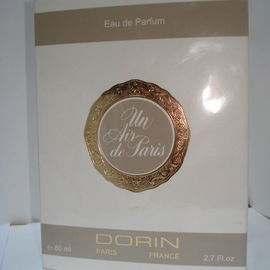 Eau de Parfum
Un
Air
de Paris
DORIN
PARIS FRANCE
e 80 ml 2.7 Fl.oz